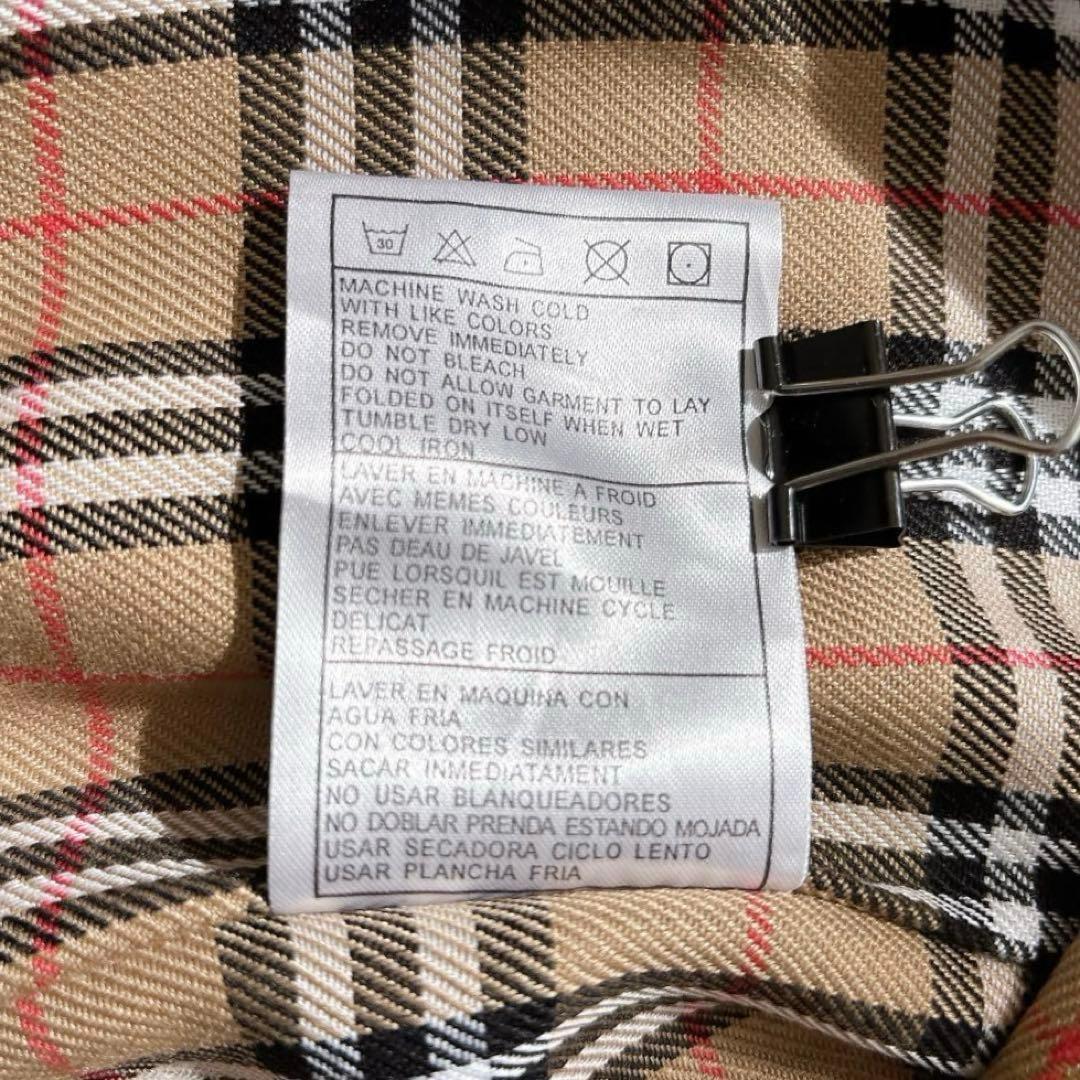 30
MACHINE WASH COLD
WITH LIKE COLORS
REMOVE IMMEDIATELY
DO NOT BLEACH
DO NOT ALLOW GARMENT TO LAY
FOLDED ON ITSELF WHEN WET
TUMBLE DRY LOW
COOL IRON
LAVER EN MACHINE A FROID
AVEC MEMES COULEURS
ENLEVER IMMEDIATEMENT
PAS DEAU DE JAVEL
PUE LORSQUIL EST MOUILLE
SECHER EN MACHINE CYCLE
DELICAT
REPASSAGE FROID
LAVER EN MAQUINA CON
AGUA FRIA
CON COLORES SIMILARES
SACAR INMEDIATAMENT
NO USAR BLANQUEADORES
NO DOBLAR PRENDA ESTANDO MOJADA
USAR SECADORA CICLO LENTO
USAR PLANCHA FRIA